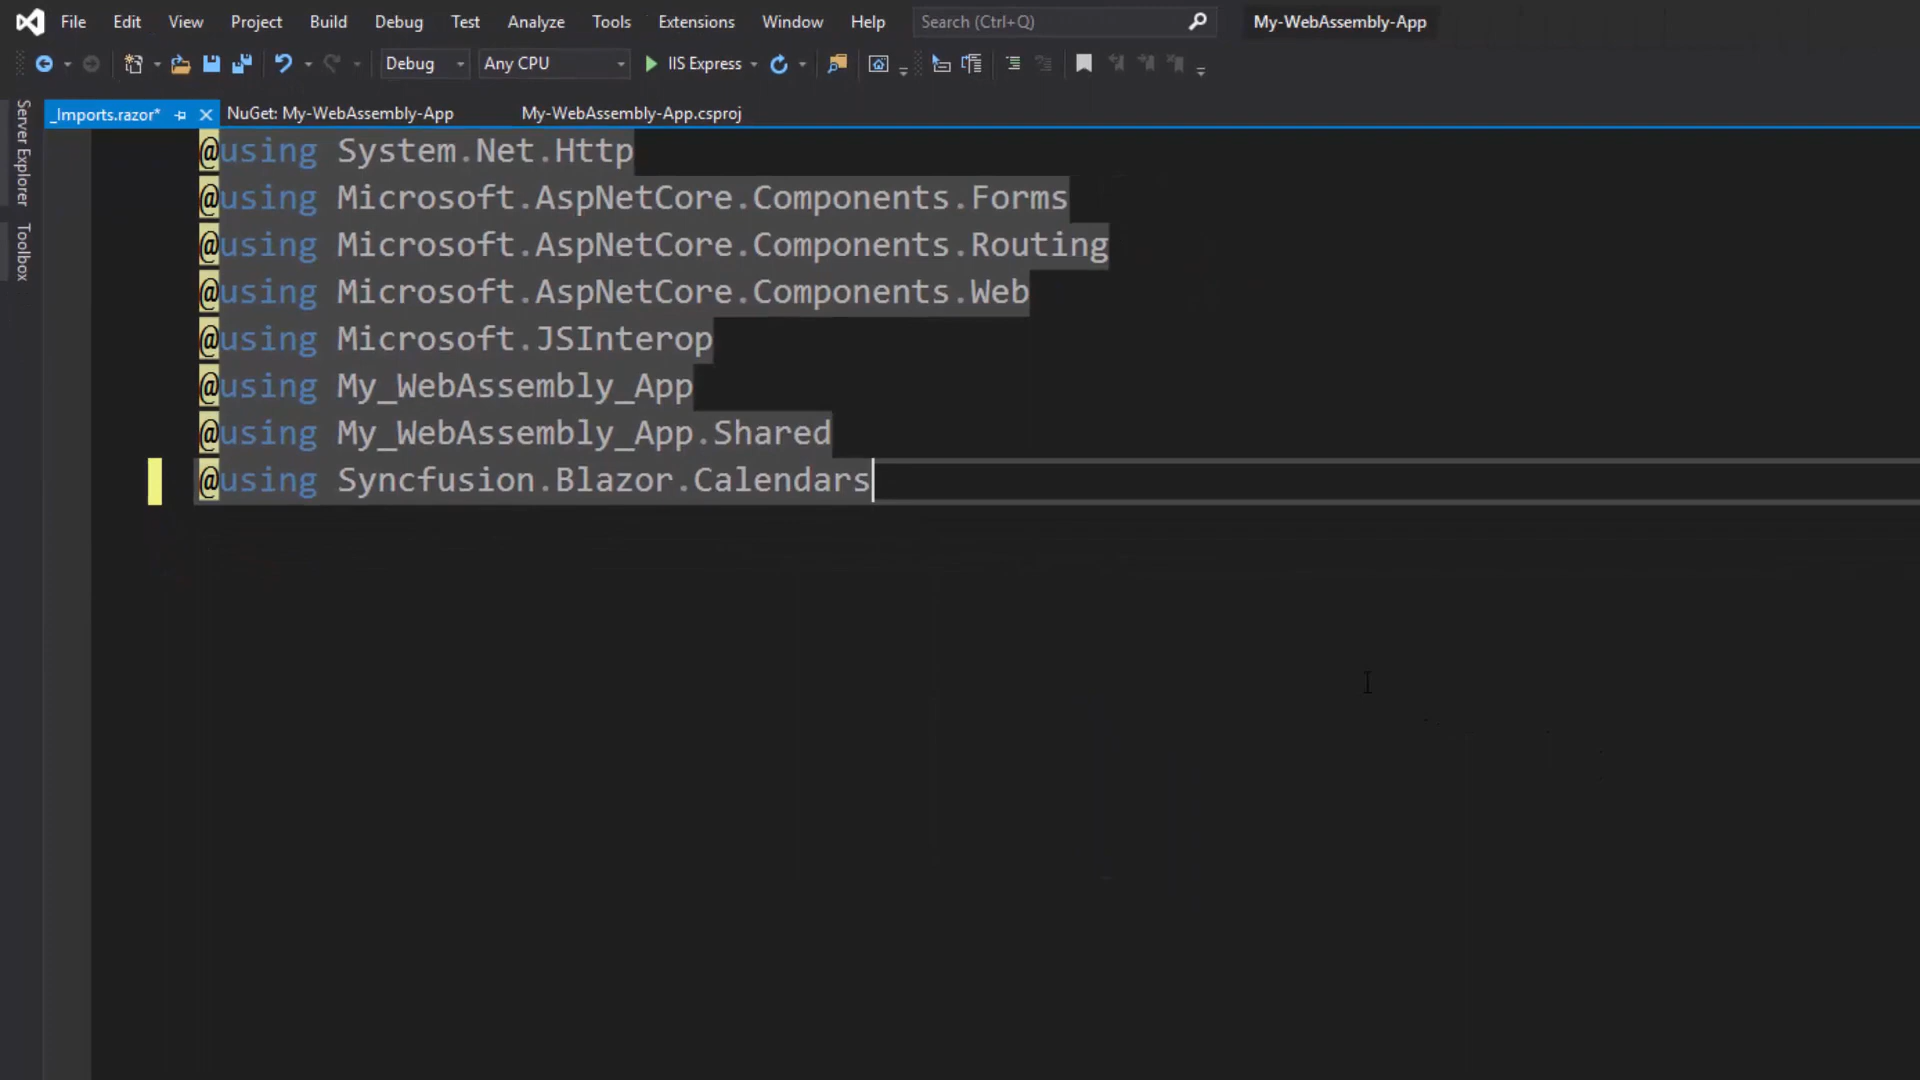 File Edit View Project Build Debug Test Analyze Tools Extensions Window Help Search (Ctrl+Q) My-WebAssembly-App
Debug Any CPU IIS Express
_Imports.razor* NuGet: My-WebAssembly-App My-WebAssembly-App.csproj
Server Explorer
Toolbox
@using System.Net.Http
@using Microsoft.AspNetCore.Components.Forms
@using Microsoft.AspNetCore.Components.Routing
@using Microsoft.AspNetCore.Components.Web
@using Microsoft.JSInterop
@using My_WebAssembly_App
@using My_WebAssembly_App.Shared
@using Syncfusion.Blazor.Calendars